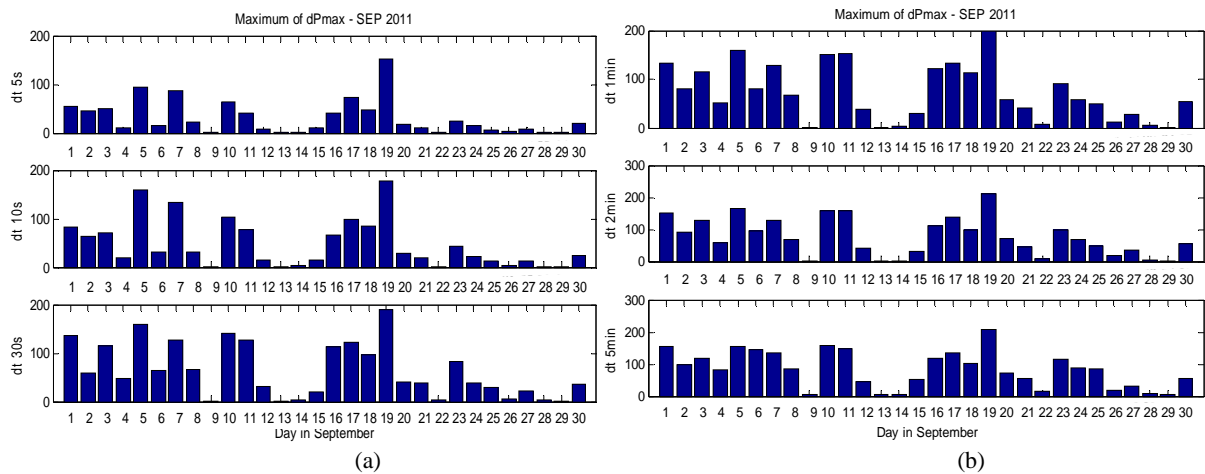 Maximum of dPmax - SEP 2011
200
100
0
dt 5s
1 2 3 4 5 6 7 8 9 10 11 12 13 14 15 16 17 18 19 20 21 22 23 24 25 26 27 28 29 30
200
100
0
dt 10s
1 2 3 4 5 6 7 8 9 10 11 12 13 14 15 16 17 18 19 20 21 22 23 24 25 26 27 28 29 30
200
100
0
dt 30s
1 2 3 4 5 6 7 8 9 10 11 12 13 14 15 16 17 18 19 20 21 22 23 24 25 26 27 28 29 30
Day in September
(a)
Maximum of dPmax - SEP 2011
200
100
0
dt 1min
1 2 3 4 5 6 7 8 9 10 11 12 13 14 15 16 17 18 19 20 21 22 23 24 25 26 27 28 29 30
300
200
100
0
dt 2min
1 2 3 4 5 6 7 8 9 10 11 12 13 14 15 16 17 18 19 20 21 22 23 24 25 26 27 28 29 30
300
200
100
0
dt 5min
1 2 3 4 5 6 7 8 9 10 11 12 13 14 15 16 17 18 19 20 21 22 23 24 25 26 27 28 29 30
Day in September
(b)